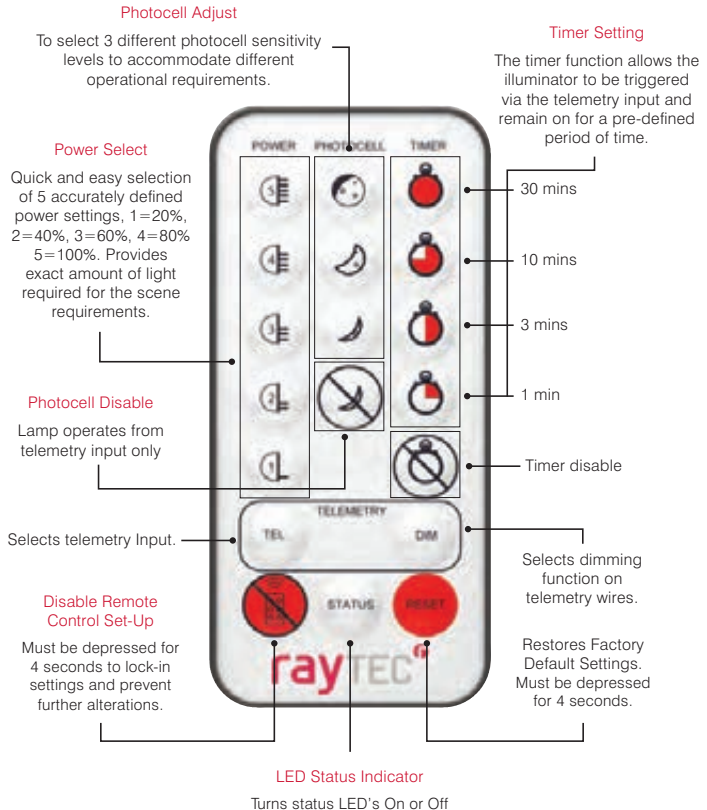 Photocell Adjust
To select 3 different photocell sensitivity
levels to accommodate different
operational requirements.
Timer Setting
The timer function allows the
illuminator to be triggered
via the telemetry input and
remain on for a pre-defined
period of time.
Power Select
Quick and easy selection
of 5 accurately defined
power settings, 1=20%,
2=40%, 3=60%, 4=80%
5=100%. Provides
exact amount of light
required for the scene
requirements.
Photocell Disable
Lamp operates from
telemetry input only
Selects telemetry Input.
Disable Remote
Control Set-Up
Must be depressed for
4 seconds to lock-in
settings and prevent
further alterations.
POWER PHOTOCELL TIMER
5
4
3
2
1
30 mins
10 mins
3 mins
1 min
Timer disable
TELEMETRY
TEL DIM
STATUS RESET
rayTEC
Selects dimming
function on
telemetry wires.
Restores Factory
Default Settings.
Must be depressed
for 4 seconds.
LED Status Indicator
Turns status LED's On or Off